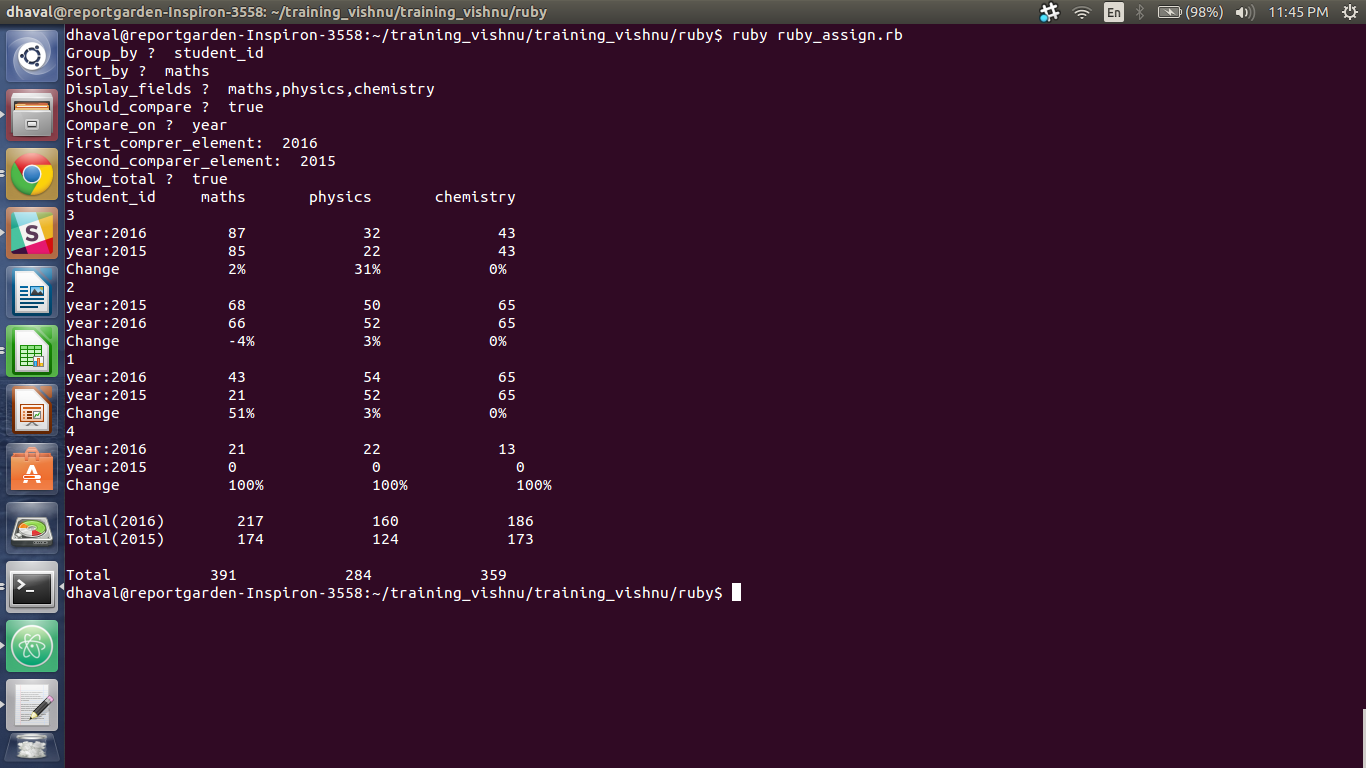 dhaval@reportgarden-Inspiron-3558: ~/training_vishnu/training_vishnu/ruby
En (98%) 11:45 PM
dhaval@reportgarden-Inspiron-3558:~/training_vishnu/training_vishnu/ruby$ ruby ruby_assign.rb
Group_by ?  student_id
Sort_by ?  maths
Display_fields ?  maths,physics,chemistry
Should_compare ?  true
Compare_on ?  year
First_comprer_element:  2016
Second_comparer_element:  2015
Show_total ?  true
student_id     maths       physics       chemistry
3
year:2016         87             32             43
year:2015         85             22             43
Change            2%            31%            0%
2
year:2015         68             50             65
year:2016         66             52             65
Change            -4%            3%            0%
1
year:2016         43             54             65
year:2015         21             52             65
Change            51%            3%            0%
4
year:2016         21             22             13
year:2015         0               0               0
Change            100%            100%            100%
Total(2016)        217            160            186
Total(2015)        174            124            173
Total           391            284            359
dhaval@reportgarden-Inspiron-3558:~/training_vishnu/training_vishnu/ruby$